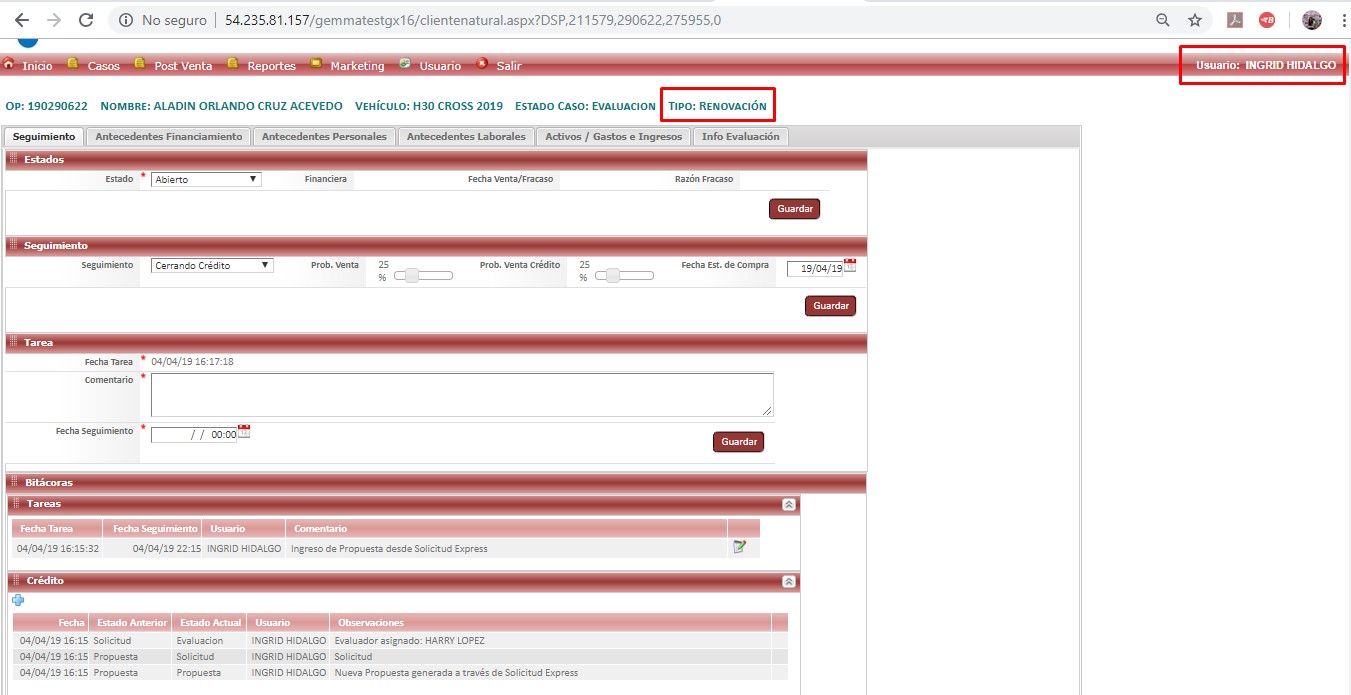 No seguro 54.235.81.157/gemmatestgx16/clientenatural.aspx?DSP,211579,290622,275955,0
Inicio Casos Post Venta Reportes Marketing Usuario Salir Usuario: INGRID HIDALGO
OP: 190290622 NOMBRE: ALADIN ORLANDO CRUZ ACEVEDO VEHÍCULO: H30 CROSS 2019 ESTADO CASO: EVALUACION TIPO: RENOVACIÓN
Seguimiento Antecedentes Financiamiento Antecedentes Personales Antecedentes Laborales Activos / Gastos e Ingresos Info Evaluación
Estados
Estado * Abierto Financiera Fecha Venta/Fracaso Razón Fracaso
Guardar
Seguimiento
Seguimiento Cerrando Crédito Prob. Venta 25 % Prob. Venta Crédito 25 % Fecha Est. de Compra 19/04/19
Guardar
Tarea
Fecha Tarea * 04/04/19 16:17:18
Comentario *
Fecha Seguimiento * / / 00:00
Guardar
Bitácoras
Tareas
Fecha Tarea Fecha Seguimiento Usuario Comentario
04/04/19 16:15:32 04/04/19 22:15 INGRID HIDALGO Ingreso de Propuesta desde Solicitud Express
Crédito
Fecha Estado Anterior Estado Actual Usuario Observaciones
04/04/19 16:15 Solicitud Evaluacion INGRID HIDALGO Evaluador asignado: HARRY LOPEZ
04/04/19 16:15 Propuesta Solicitud INGRID HIDALGO Solicitud
04/04/19 16:15 Propuesta Propuesta INGRID HIDALGO Nueva Propuesta generada a través de Solicitud Express